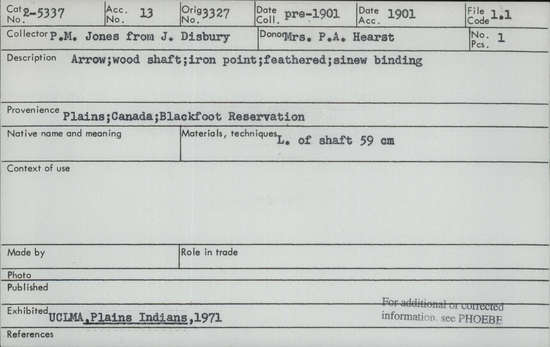 Cat No. 2-5337 Acc. No. 13 Orig No. 3327 Date Coll. pre-1901 Date Acc. 1901 File Code 1.1
Collector P.M. Jones from J. Disbury Donor Mrs. P.A. Hearst No. Pcs. 1
Description Arrow;wood shaft;iron point;feathered;sinew binding
Provenience Plains;Canada;Blackfoot Reservation
Native name and meaning Materials, techniques L. of shaft 59 cm
Context of use
Made by Role in trade
Photo
Published
Exhibited UCLMA,Plains Indians,1971
For additional or corrected
information, see PHOEBE
References